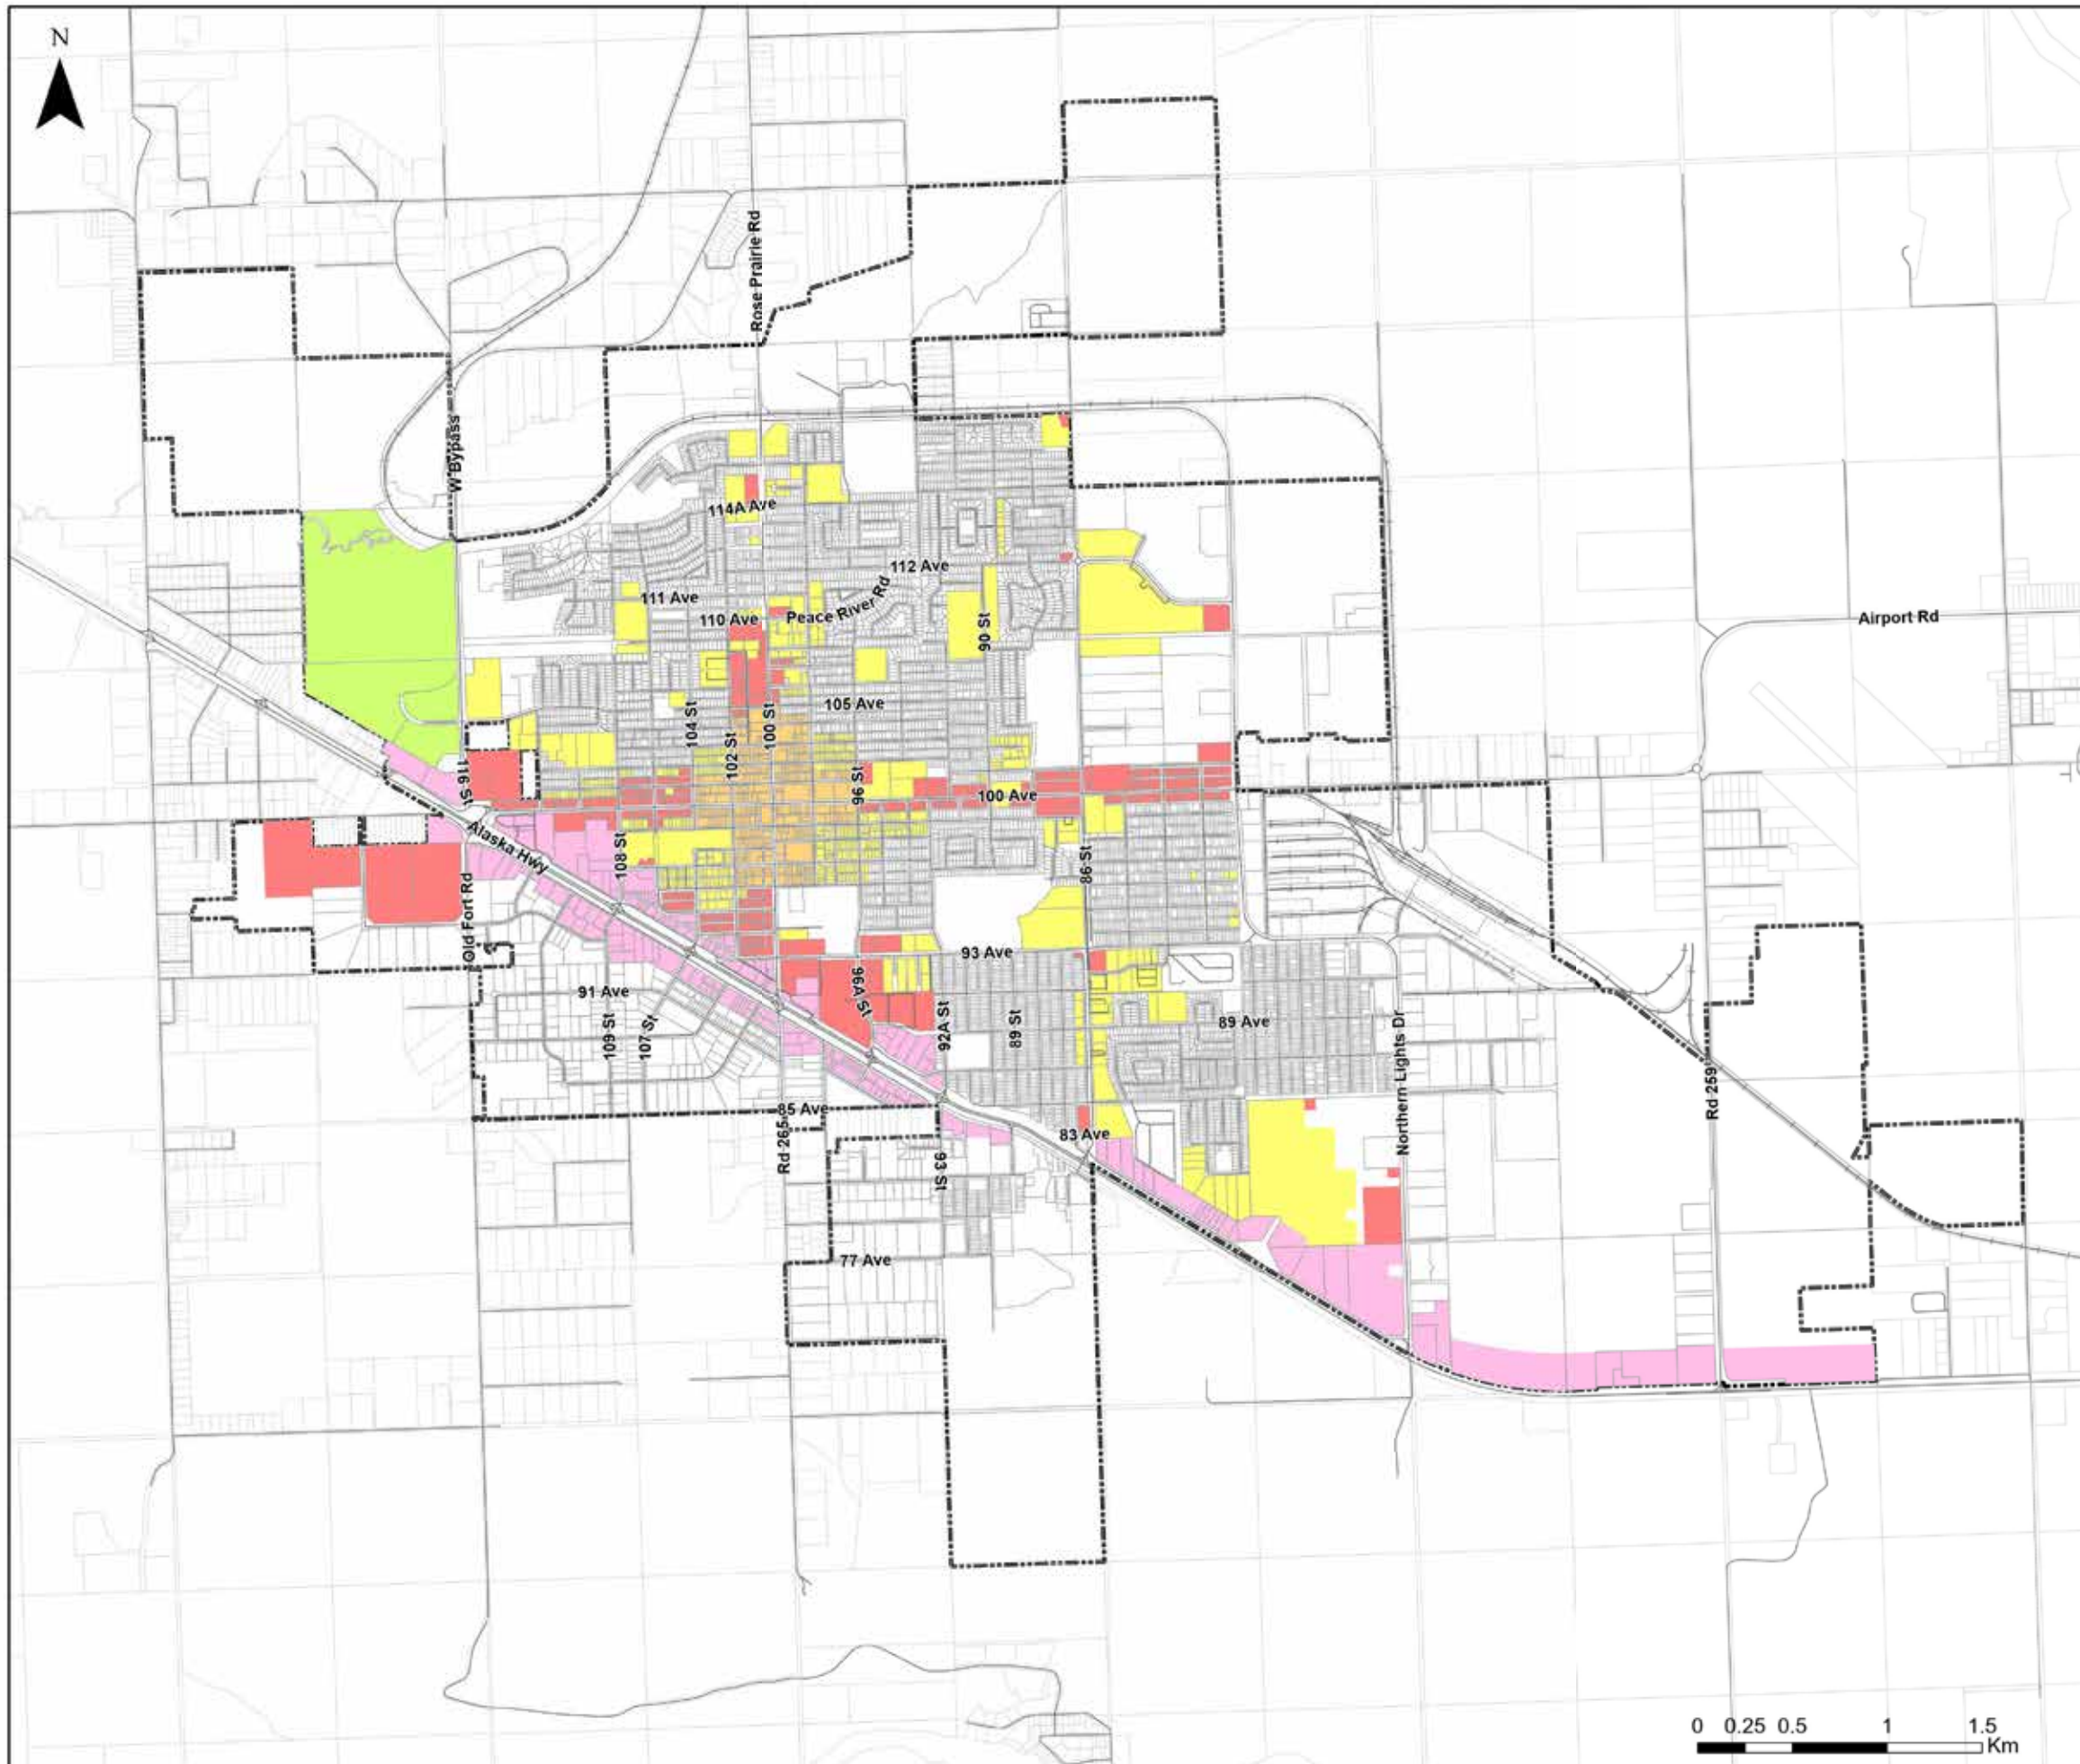 N
Rose Prairie Rd
W Bypass
114A Ave
112 Ave
111 Ave
Peace River Rd
110 Ave
90 St
Airport Rd
105 Ave
104 St
100 St
102 St
116 St
96 St
100 Ave
Alaska Hwy
108 St
86 St
Old Fort Rd
93 Ave
96A St
91 Ave
109 St
107 St
92A St
89 St
89 Ave
Northern Lights Dr
Rd 259
85 Ave
Rd 265
83 Ave
93 St
77 Ave
0 0.25 0.5 1 1.5
Km